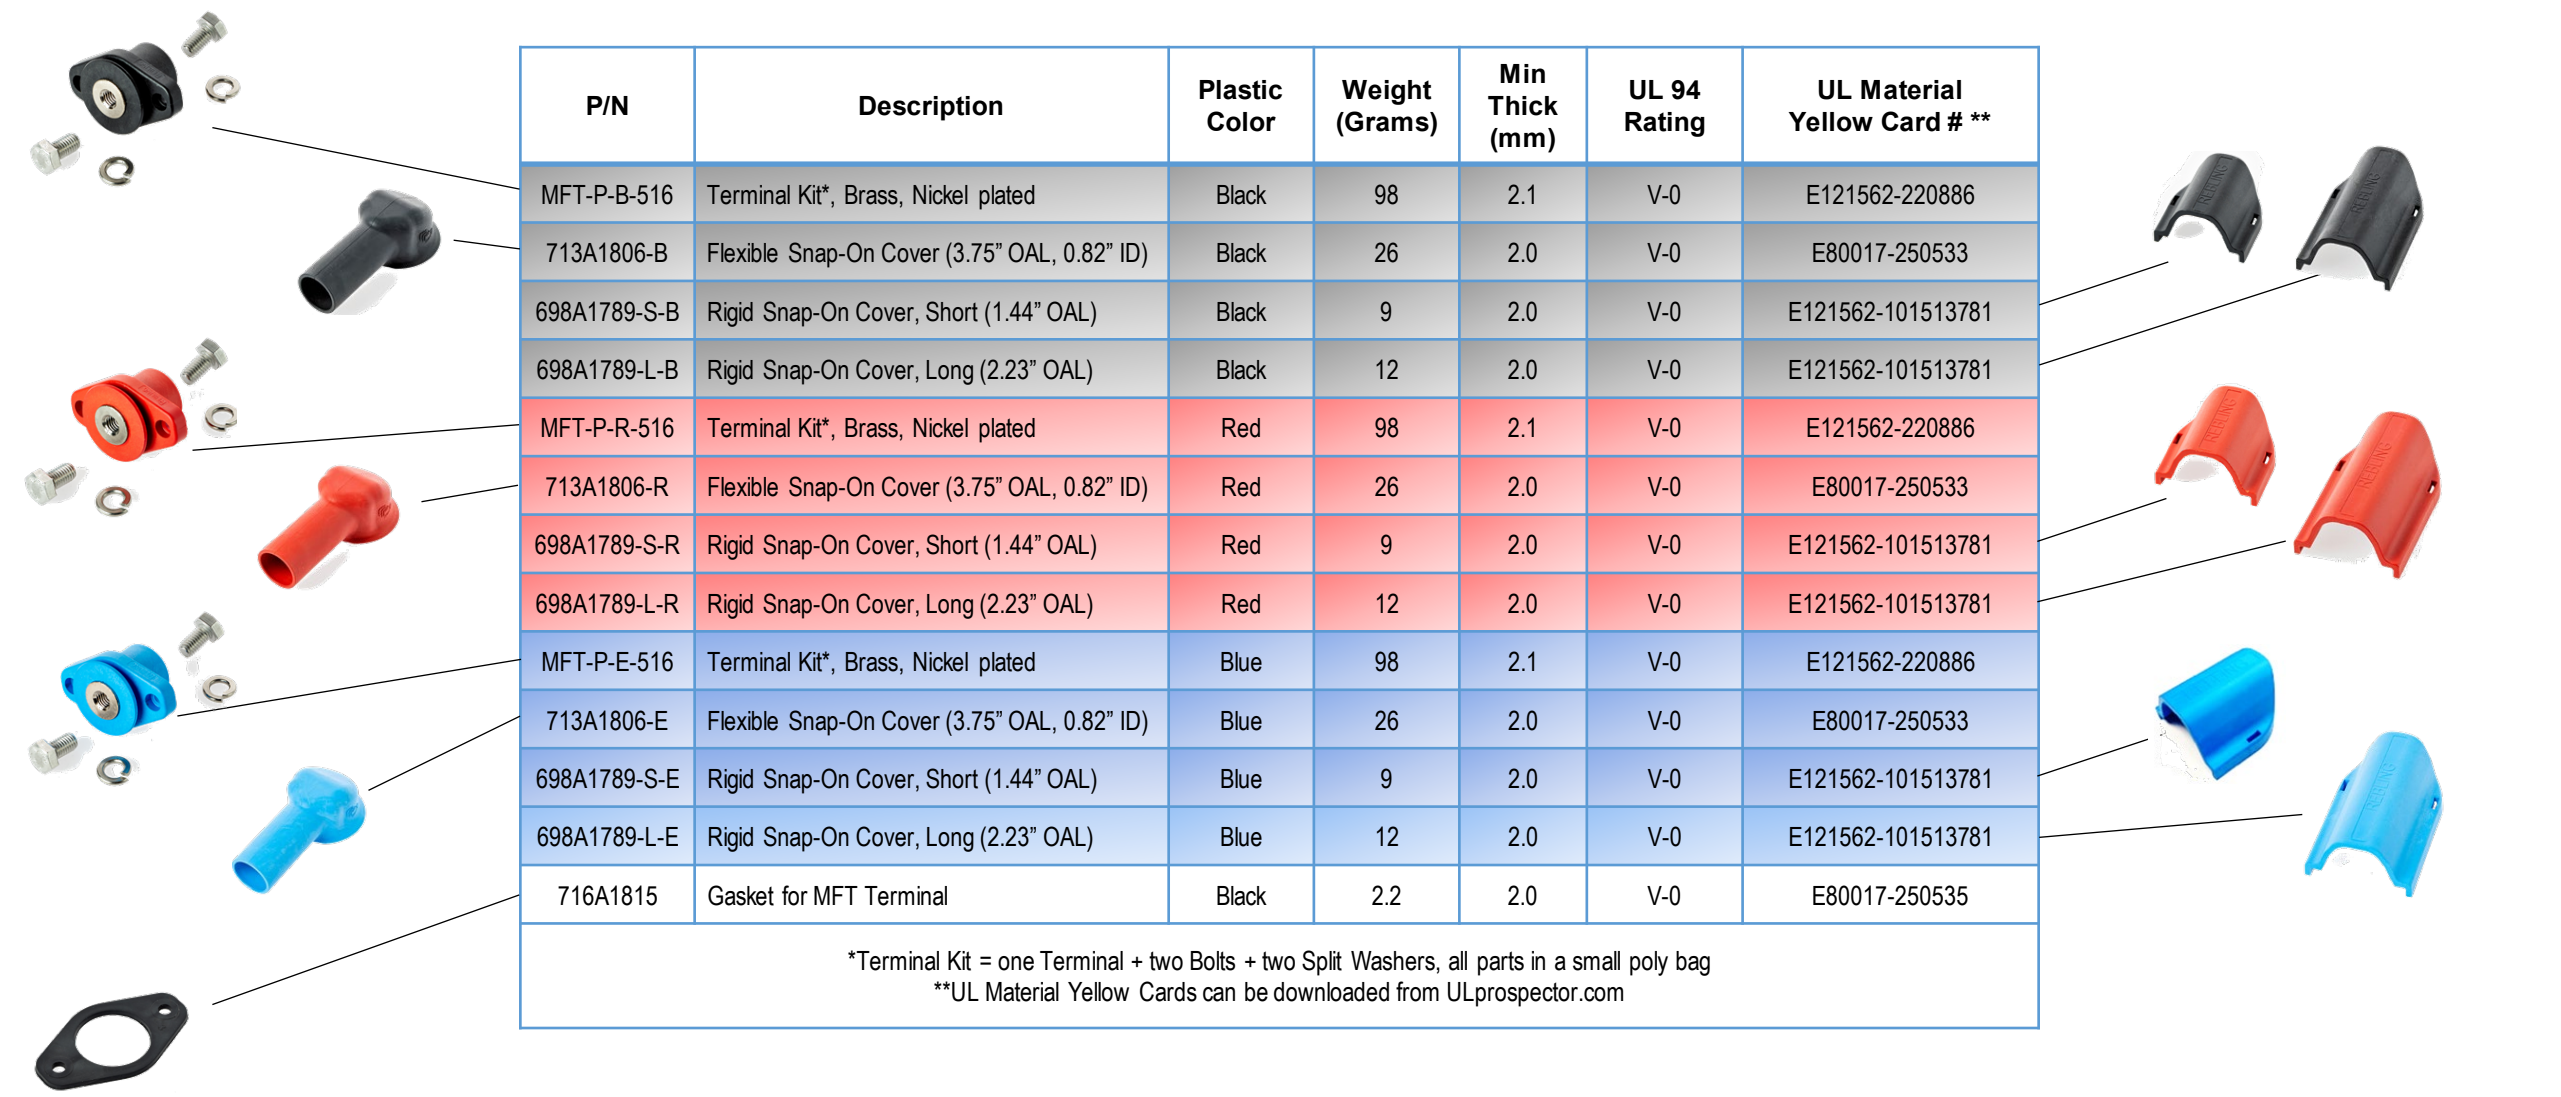 P/N Description Plastic Color Weight (Grams) Min Thick (mm) UL 94 Rating UL Material Yellow Card # **
MFT-P-B-516 Terminal Kit*, Brass, Nickel plated Black 98 2.1 V-0 E121562-220886
713A1806-B Flexible Snap-On Cover (3.75” OAL, 0.82” ID) Black 26 2.0 V-0 E80017-250533
698A1789-S-B Rigid Snap-On Cover, Short (1.44” OAL) Black 9 2.0 V-0 E121562-101513781
698A1789-L-B Rigid Snap-On Cover, Long (2.23” OAL) Black 12 2.0 V-0 E121562-101513781
MFT-P-R-516 Terminal Kit*, Brass, Nickel plated Red 98 2.1 V-0 E121562-220886
713A1806-R Flexible Snap-On Cover (3.75” OAL, 0.82” ID) Red 26 2.0 V-0 E80017-250533
698A1789-S-R Rigid Snap-On Cover, Short (1.44” OAL) Red 9 2.0 V-0 E121562-101513781
698A1789-L-R Rigid Snap-On Cover, Long (2.23” OAL) Red 12 2.0 V-0 E121562-101513781
MFT-P-E-516 Terminal Kit*, Brass, Nickel plated Blue 98 2.1 V-0 E121562-220886
713A1806-E Flexible Snap-On Cover (3.75” OAL, 0.82” ID) Blue 26 2.0 V-0 E80017-250533
698A1789-S-E Rigid Snap-On Cover, Short (1.44” OAL) Blue 9 2.0 V-0 E121562-101513781
698A1789-L-E Rigid Snap-On Cover, Long (2.23” OAL) Blue 12 2.0 V-0 E121562-101513781
716A1815 Gasket for MFT Terminal Black 2.2 2.0 V-0 E80017-250535
*Terminal Kit = one Terminal + two Bolts + two Split Washers, all parts in a small poly bag
**UL Material Yellow Cards can be downloaded from ULprospector.com
REBLING
REBLING
REBLING
REBLING
REBLING